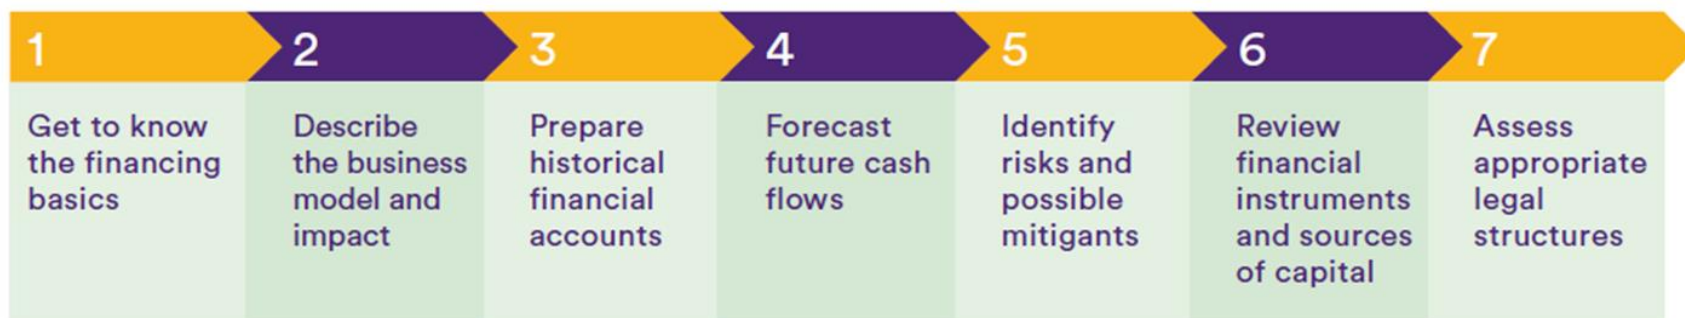 1
Get to know
the financing
basics
2
Describe
the business
model and
impact
3
Prepare
historical
financial
accounts
4
Forecast
future cash
flows
5
Identify
risks and
possible
mitigants
6
Review
financial
instruments
and sources
of capital
7
Assess
appropriate
legal
structures